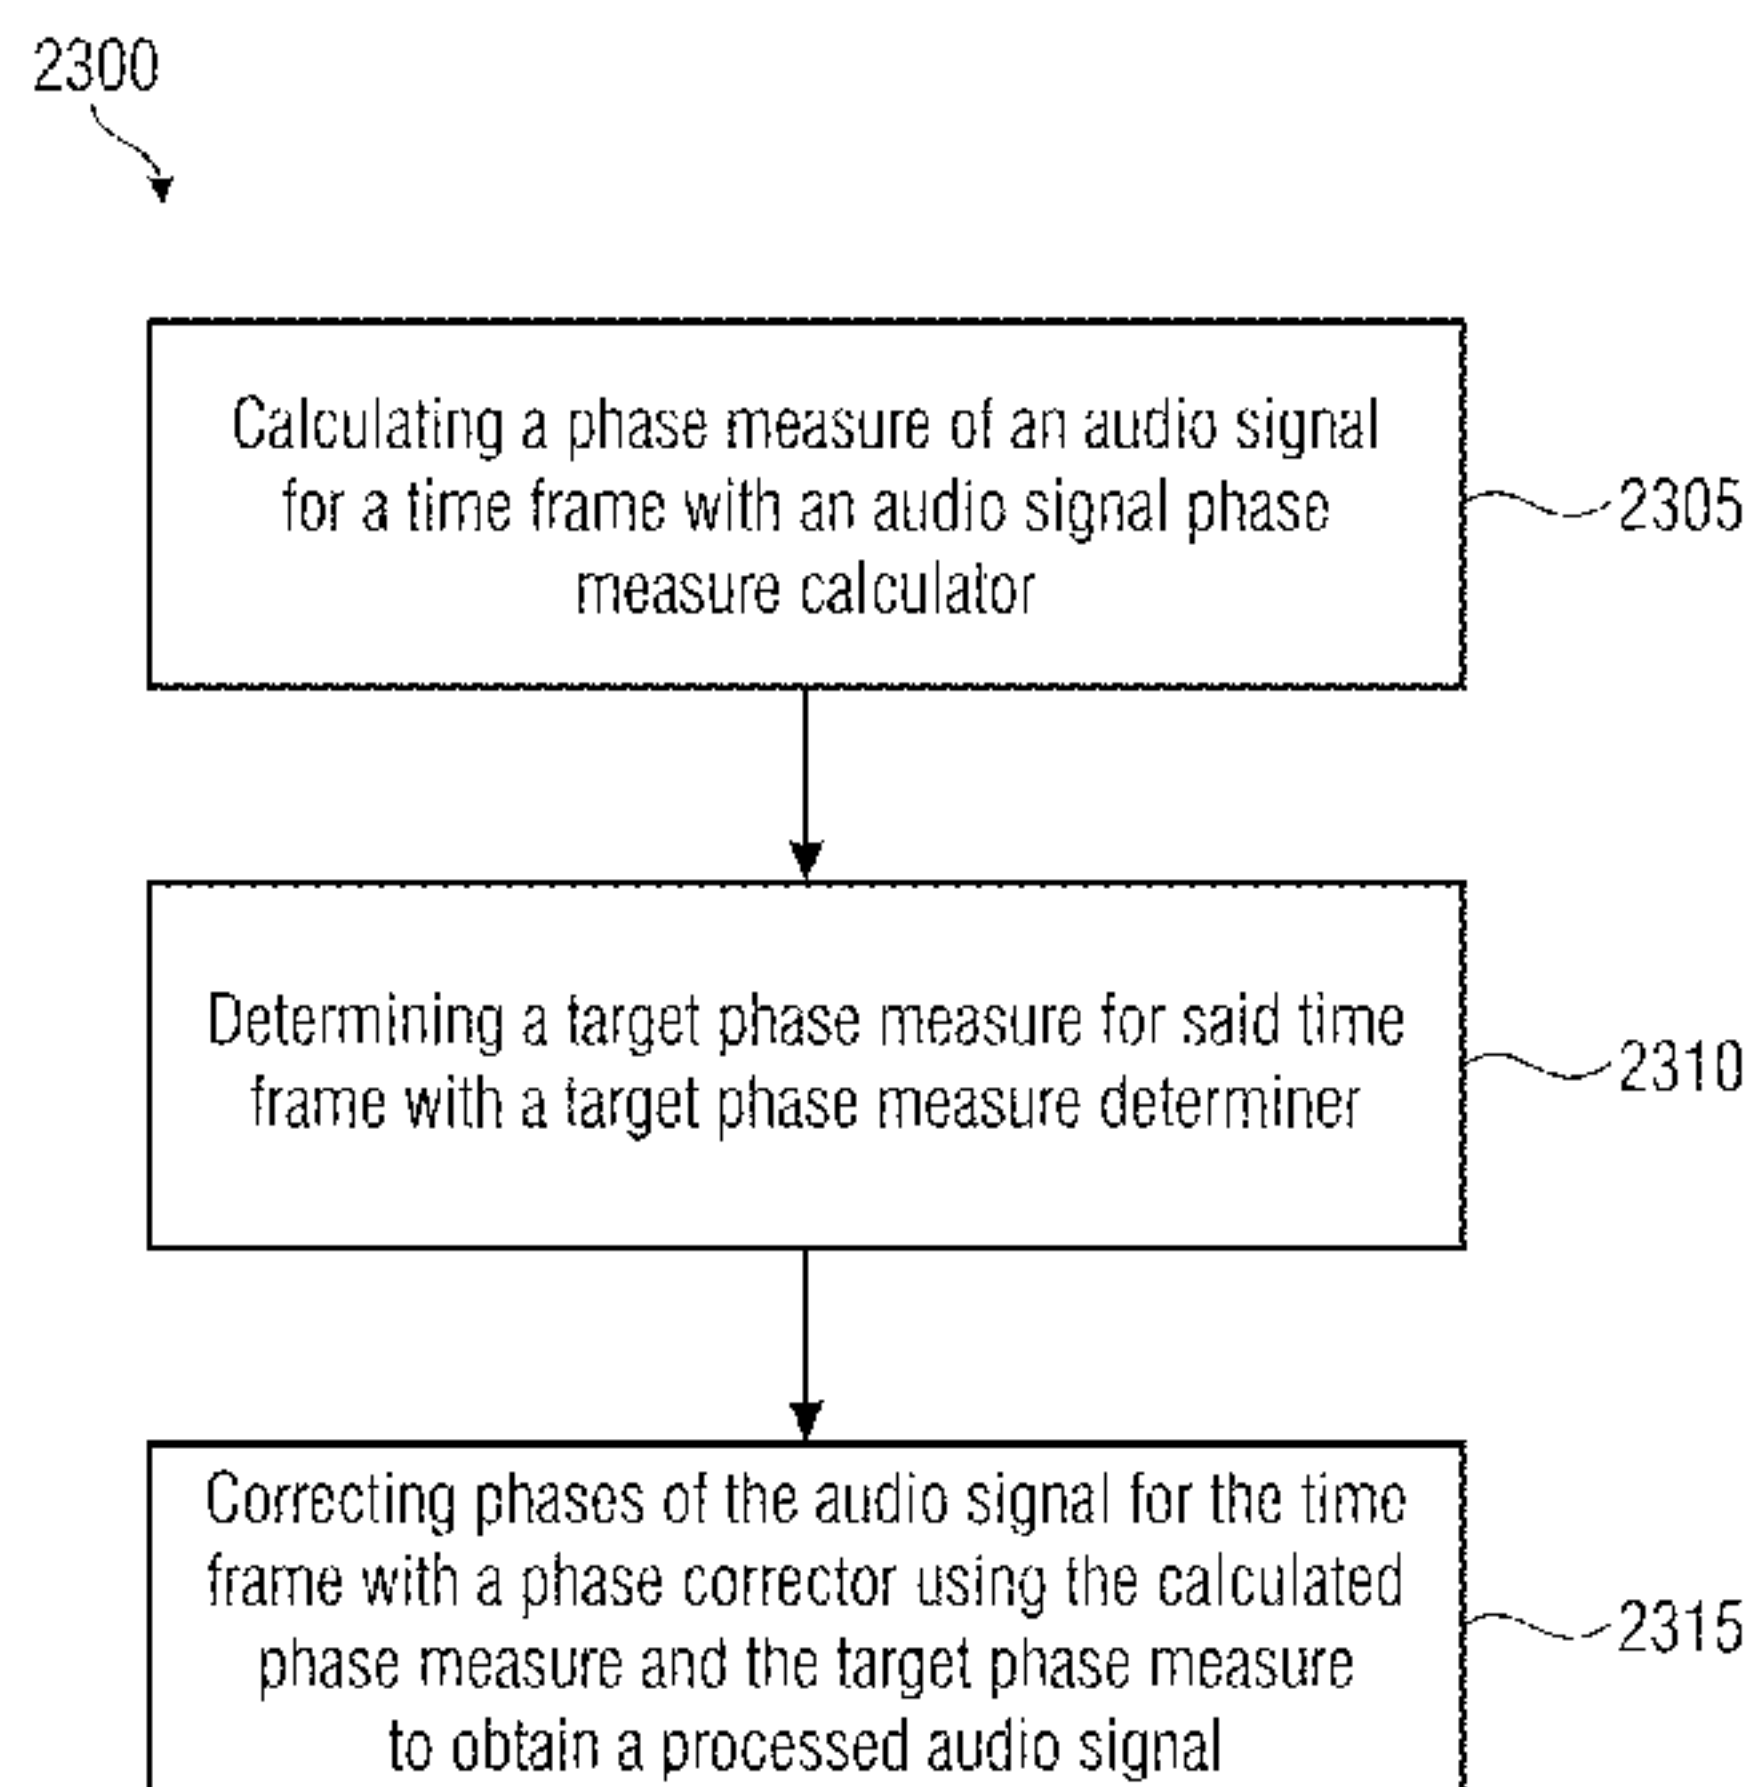 2300
Calculating a phase measure of an audio signal
for a time frame with an audio signal phase
measure calculator
2305
Determining a target phase measure for said time
frame with a target phase measure determiner
2310
Correcting phases of the audio signal for the time
frame with a phase corrector using the calculated
phase measure and the target phase measure
to obtain a processed audio signal
2315